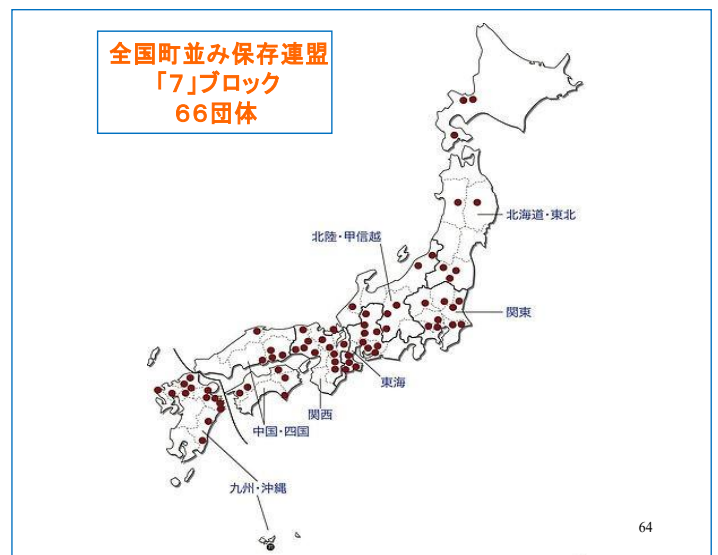 全国町並み保存連盟
「７」ブロック
６６団体
北海道・東北
北陸・甲信越
関東
東海
関西
中国・四国
九州・沖縄
64